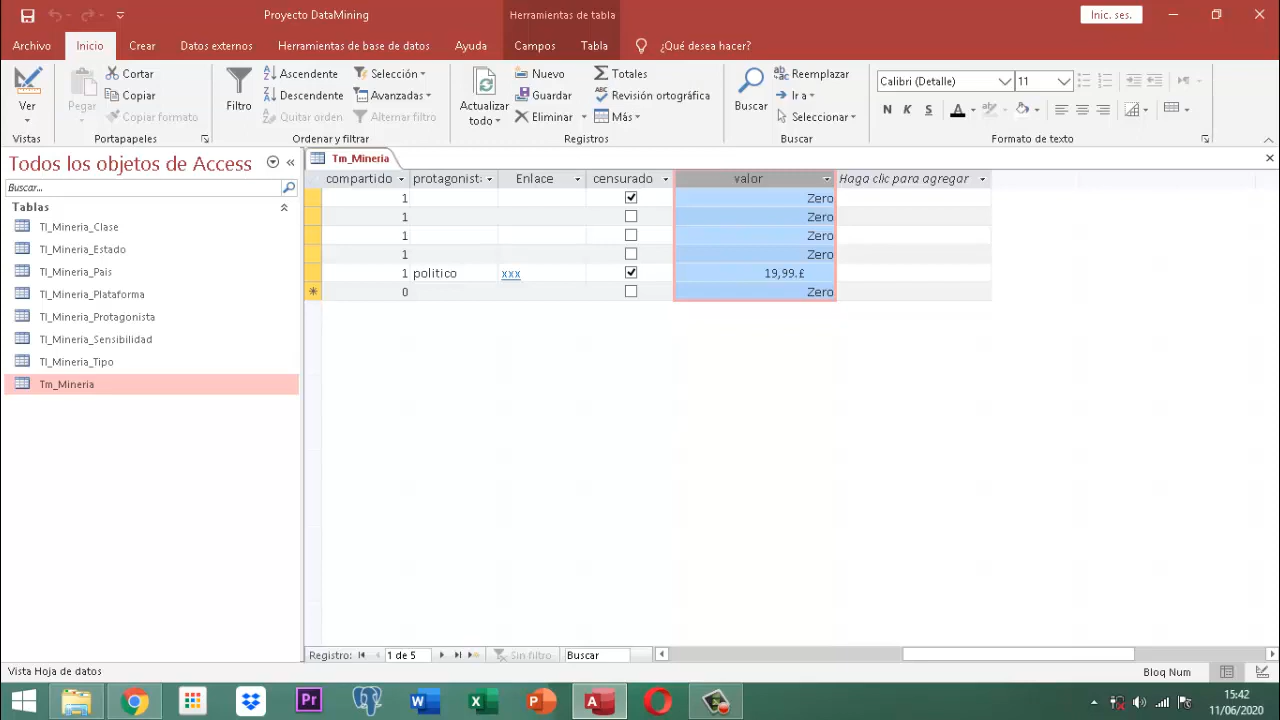 Proyecto DataMining
Herramientas de tabla
Inic. ses.
Archivo Inicio Crear Datos externos Herramientas de base de datos Ayuda Campos Tabla ¿Qué desea hacer?
Ver
Vistas
Pegar
Cortar
Copiar
Copiar formato
Portapapeles
Filtro
Ascendente
Descendente
Quitar orden
Selección
Avanzadas
Alternar filtro
Ordenar y filtrar
Actualizar
todo
Nuevo
Guardar
Eliminar
Totales
Revisión ortográfica
Más
Registros
Buscar
Reemplazar
Ir a
Seleccionar
Buscar
Calibri (Detalle) 11
N K S A
Formato de texto
Todos los objetos de Access
Buscar...
Tablas
Tl_Mineria_Clase
Tl_Mineria_Estado
Tl_Mineria_Pais
Tl_Mineria_Plataforma
Tl_Mineria_Protagonista
Tl_Mineria_Sensibilidad
Tl_Mineria_Tipo
Tm_Mineria
Tm_Mineria
compartido protagonista Enlace censurado valor Haga clic para agregar
1 Zero
1 Zero
1 Zero
1 Zero
1 politico xxx 19,99.£
0 Zero
Registro: 1 de 5 Sin filtro Buscar
Vista Hoja de datos
Bloq Num
15:42
11/06/2020